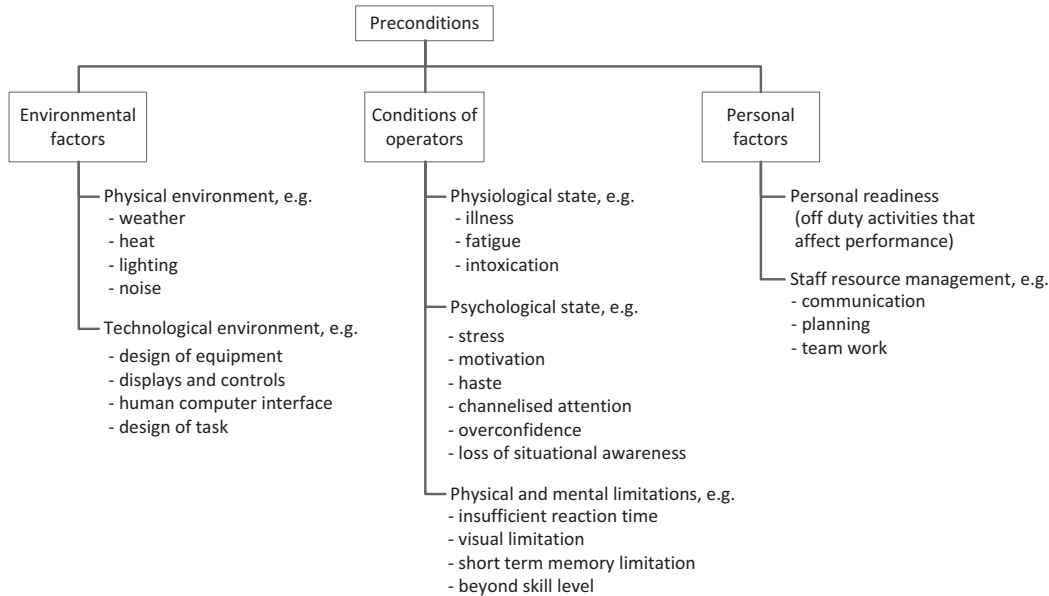 Preconditions
Environmental
factors
Physical environment, e.g.
- weather
- heat
- lighting
- noise
Technological environment, e.g.
- design of equipment
- displays and controls
- human computer interface
- design of task
Conditions of
operators
Physiological state, e.g.
- illness
- fatigue
- intoxication
Psychological state, e.g.
- stress
- motivation
- haste
- channelised attention
- overconfidence
- loss of situational awareness
Physical and mental limitations, e.g.
- insufficient reaction time
- visual limitation
- short term memory limitation
- beyond skill level
Personal
factors
Personal readiness
(off duty activities that
affect performance)
Staff resource management, e.g.
- communication
- planning
- team work